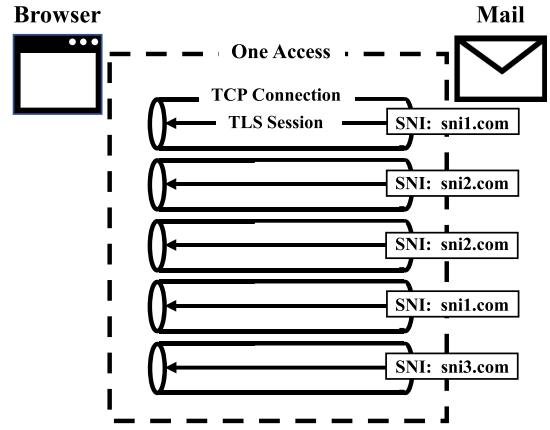 Browser
Mail
One Access
TCP Connection
TLS Session
SNI: sni1.com
SNI: sni2.com
SNI: sni2.com
SNI: sni1.com
SNI: sni3.com